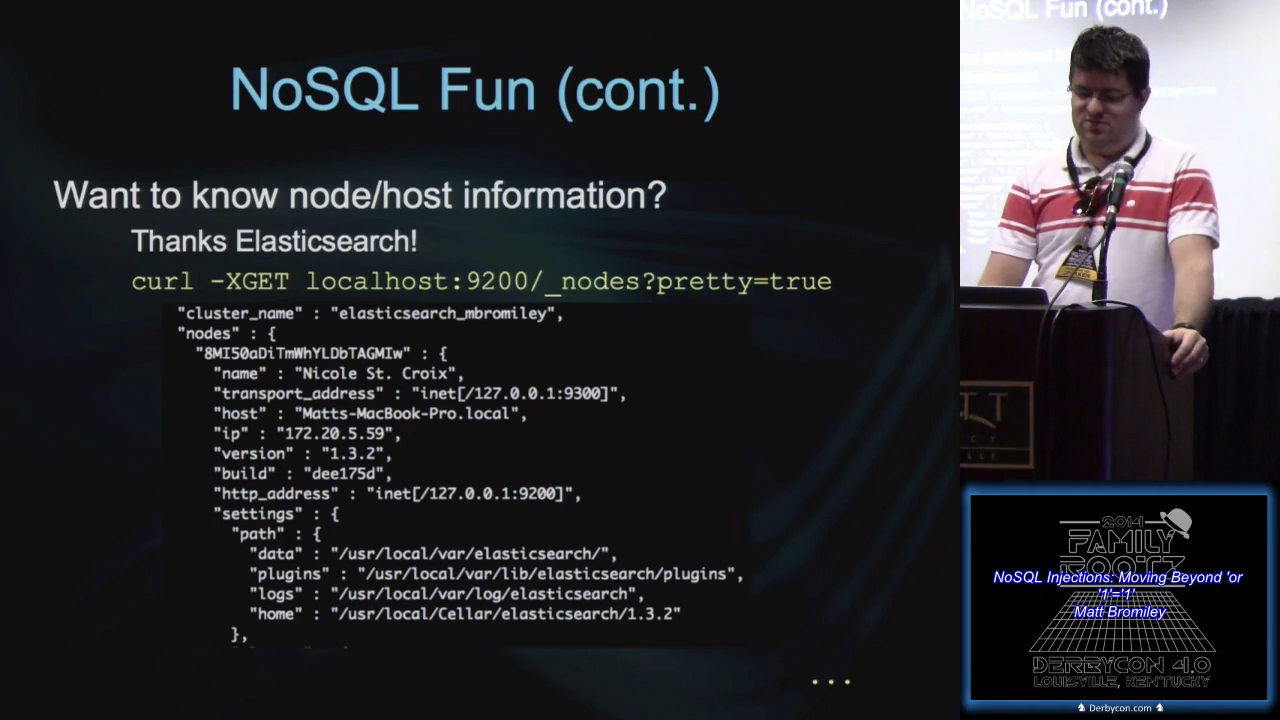 NoSQL Fun (cont.)
Want to know node/host information?
Thanks Elasticsearch!
curl -XGET localhost:9200/_nodes?pretty=true
"cluster_name" : "elasticsearch_mbromiley",
"nodes" : {
"8MI50aDiTmWhYLDbTAGMIw" : {
"name" : "Nicole St. Croix",
"transport_address" : "inet[/127.0.0.1:9300]",
"host" : "Matts-MacBook-Pro.local",
"ip" : "172.20.5.59",
"version" : "1.3.2",
"build" : "dee175d",
"http_address" : "inet[/127.0.0.1:9200]",
"settings" : {
"path" : {
"data" : "/usr/local/var/elasticsearch/",
"plugins" : "/usr/local/var/lib/elasticsearch/plugins",
"logs" : "/usr/local/var/log/elasticsearch",
"home" : "/usr/local/Cellar/elasticsearch/1.3.2"
},
...
NoSQL Fun (cont.)
2014
FAMILY
ROOTZ
NoSQL Injections: Moving Beyond 'or
'1'='1'
Matt Bromiley
DERBYCON 4.0
LOUISVILLE, KENTUCKY
Derbycon.com